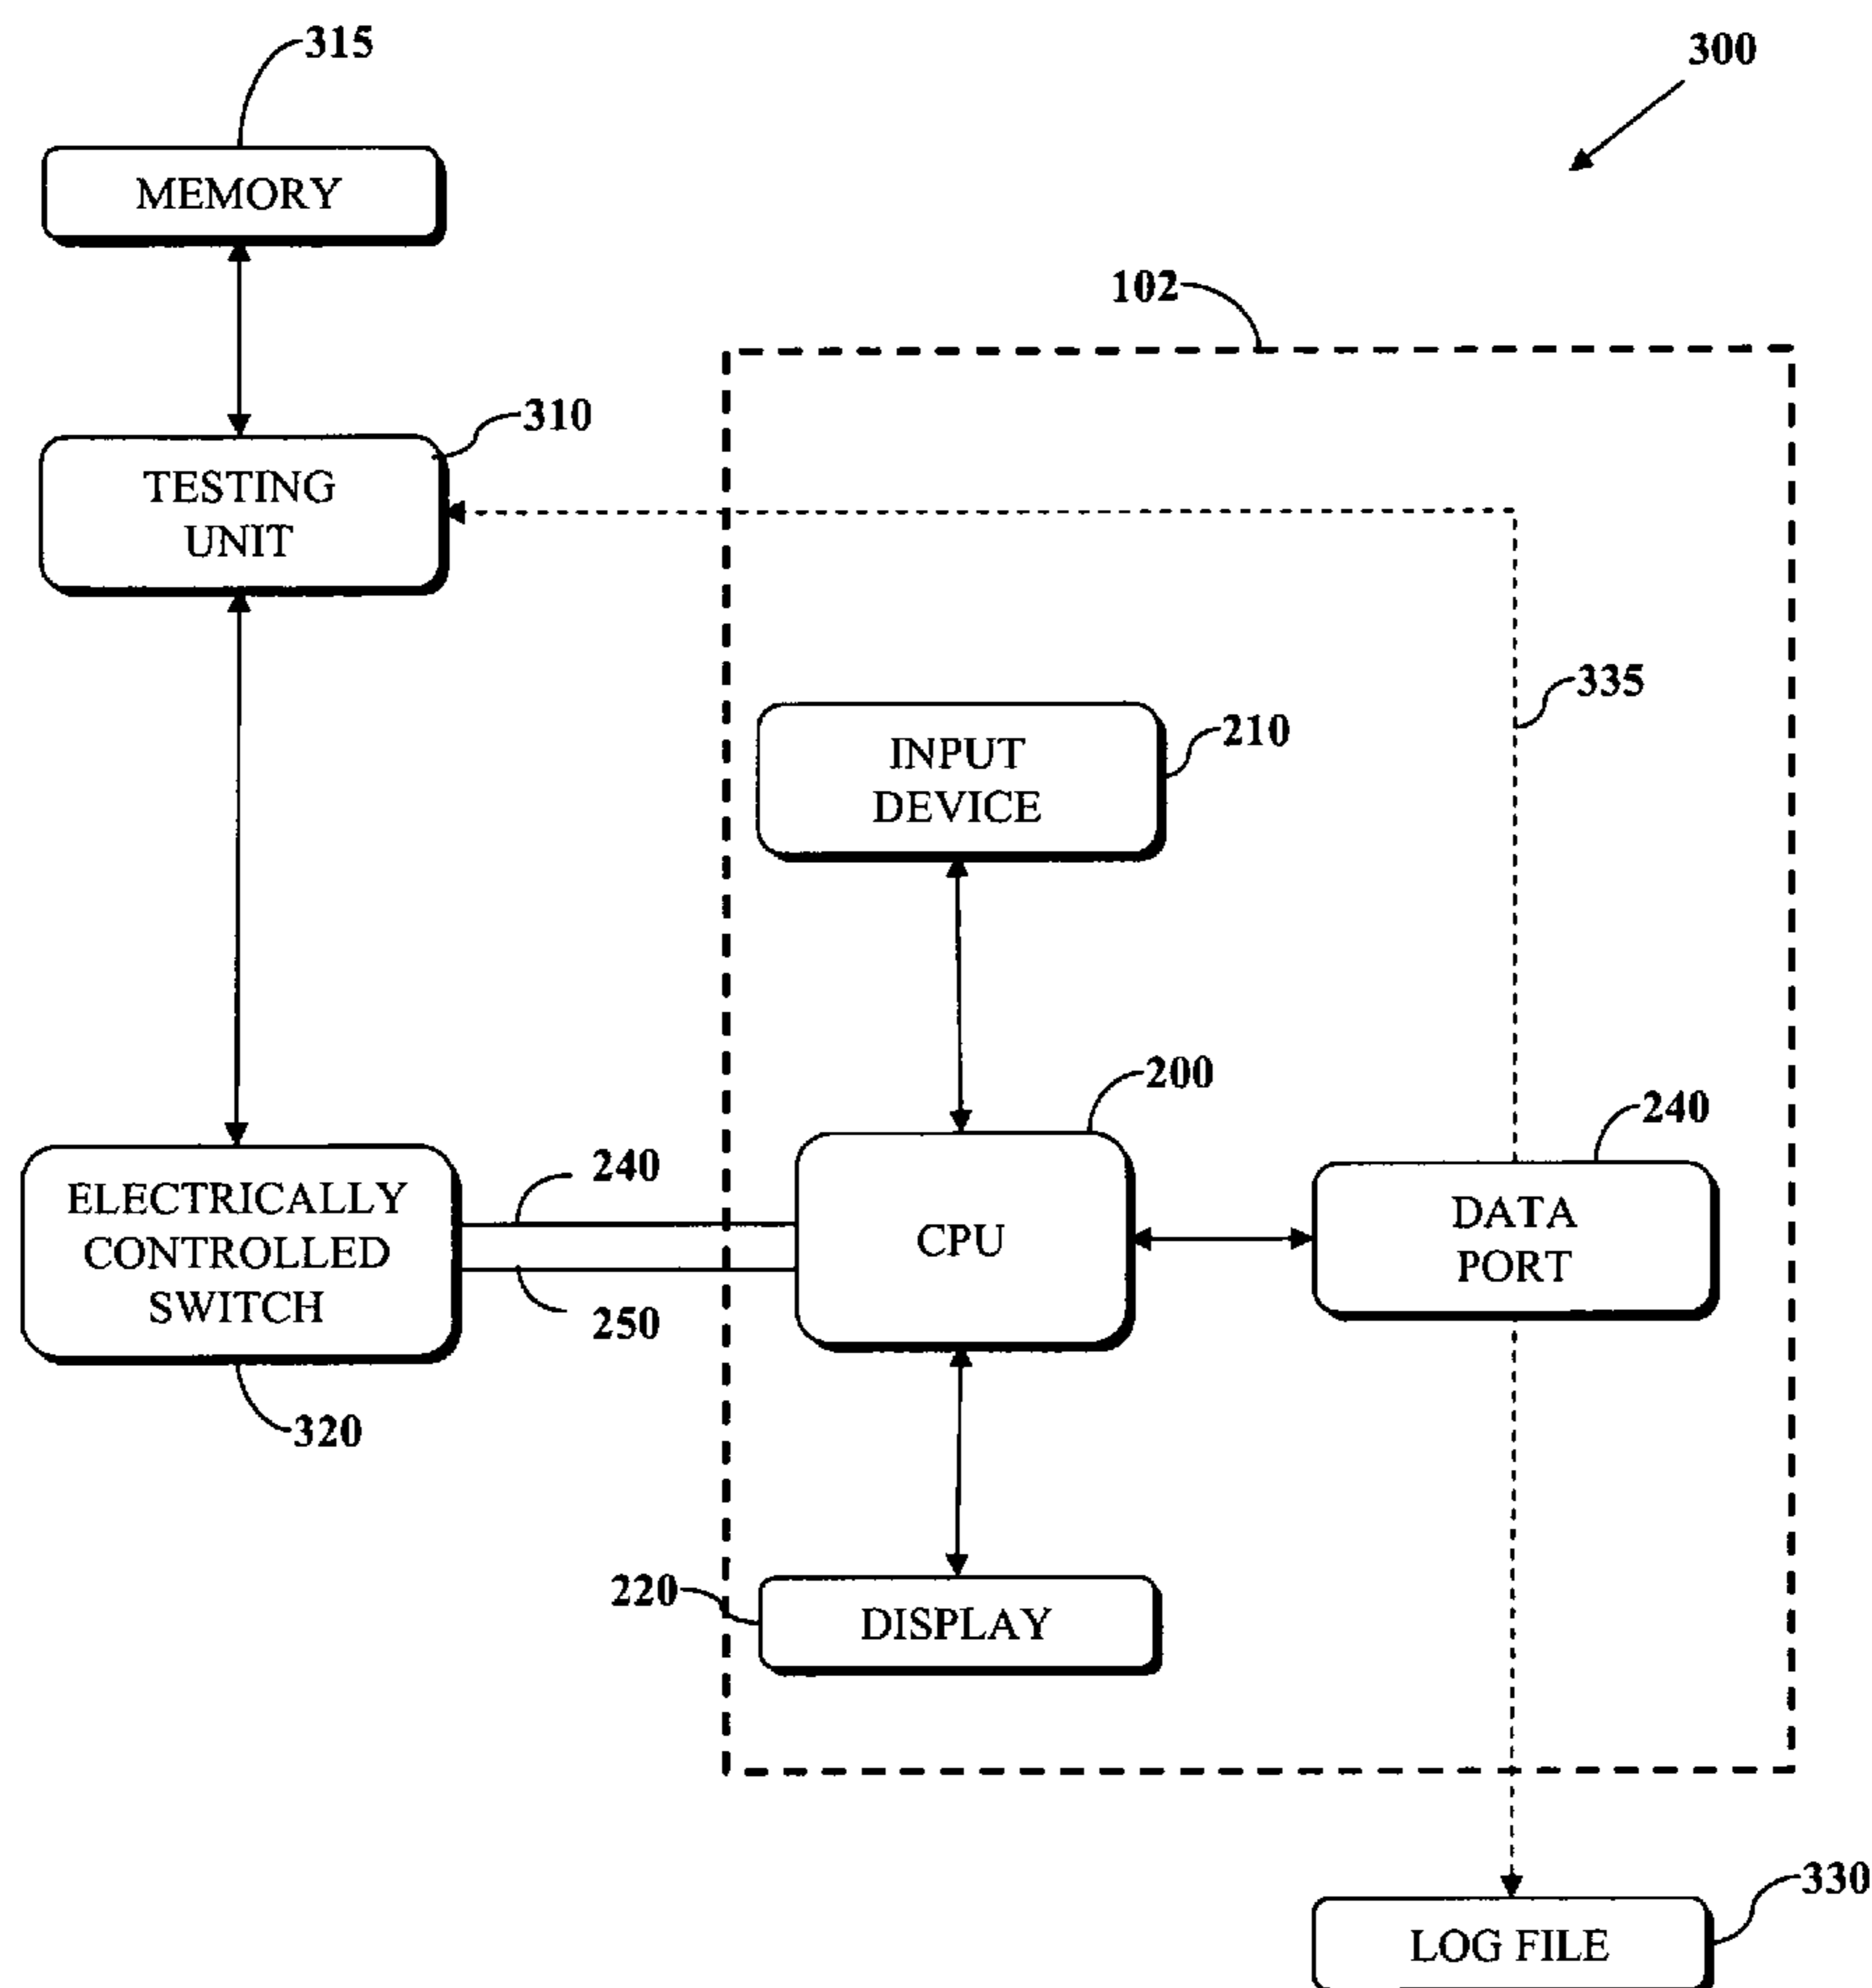 315
300
MEMORY
102
310
TESTING
UNIT
335
210
INPUT
DEVICE
200
240
240
ELECTRICALLY
CONTROLLED
SWITCH
CPU
DATA
PORT
250
320
220
DISPLAY
330
LOG FILE